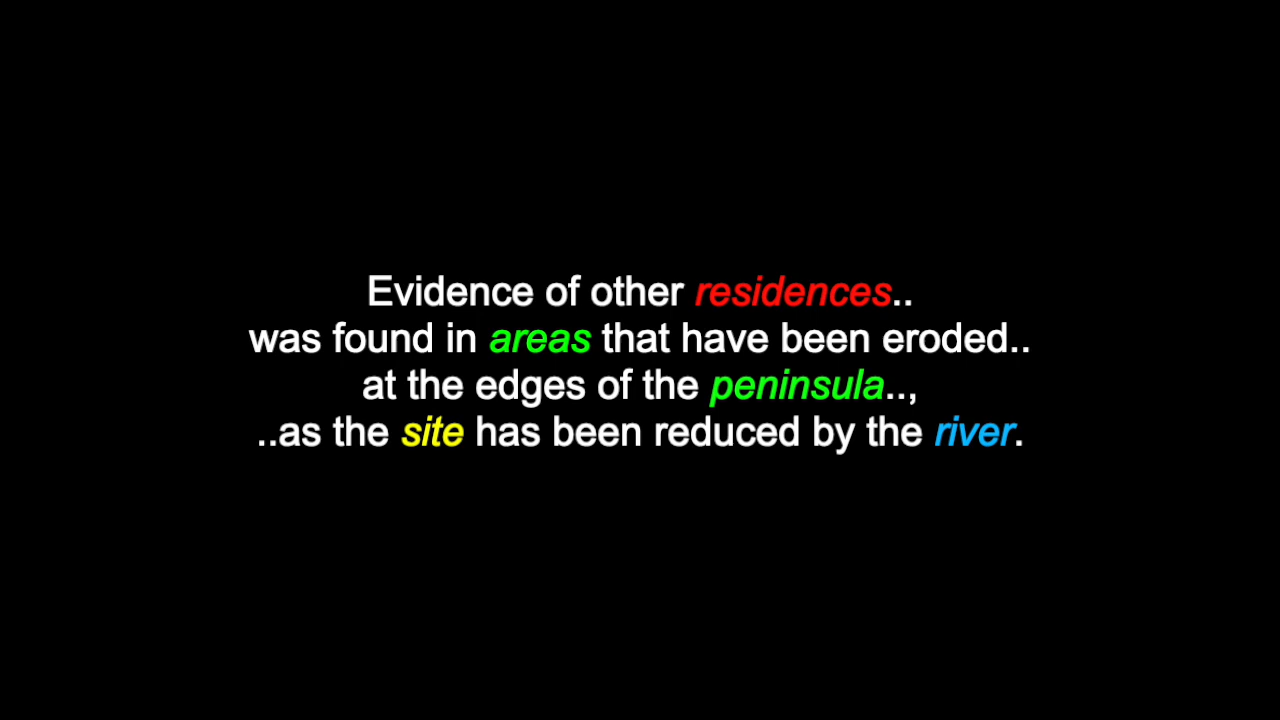 Evidence of other residences..
was found in areas that have been eroded..
at the edges of the peninsula..,
..as the site has been reduced by the river.